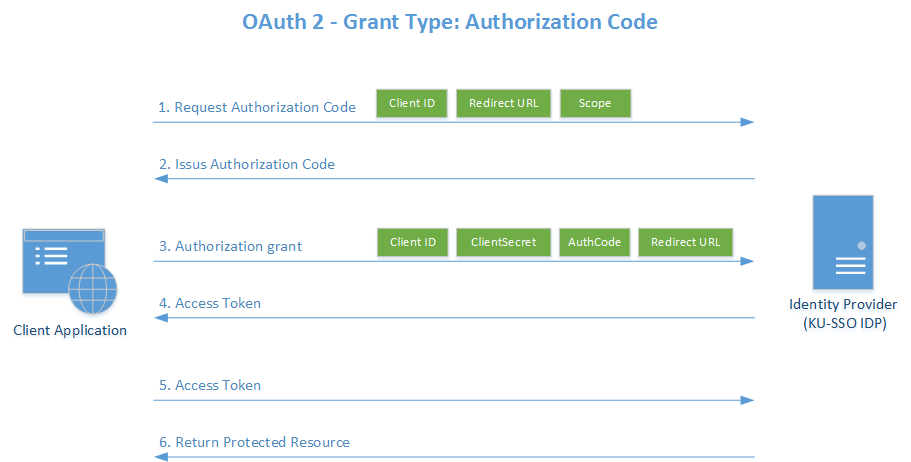 OAuth 2 - Grant Type: Authorization Code
1. Request Authorization Code
Client ID
Redirect URL
Scope
2. Issus Authorization Code
3. Authorization grant
Client ID
ClientSecret
AuthCode
Redirect URL
4. Access Token
Client Application
Identity Provider
(KU-SSO IDP)
5. Access Token
6. Return Protected Resource